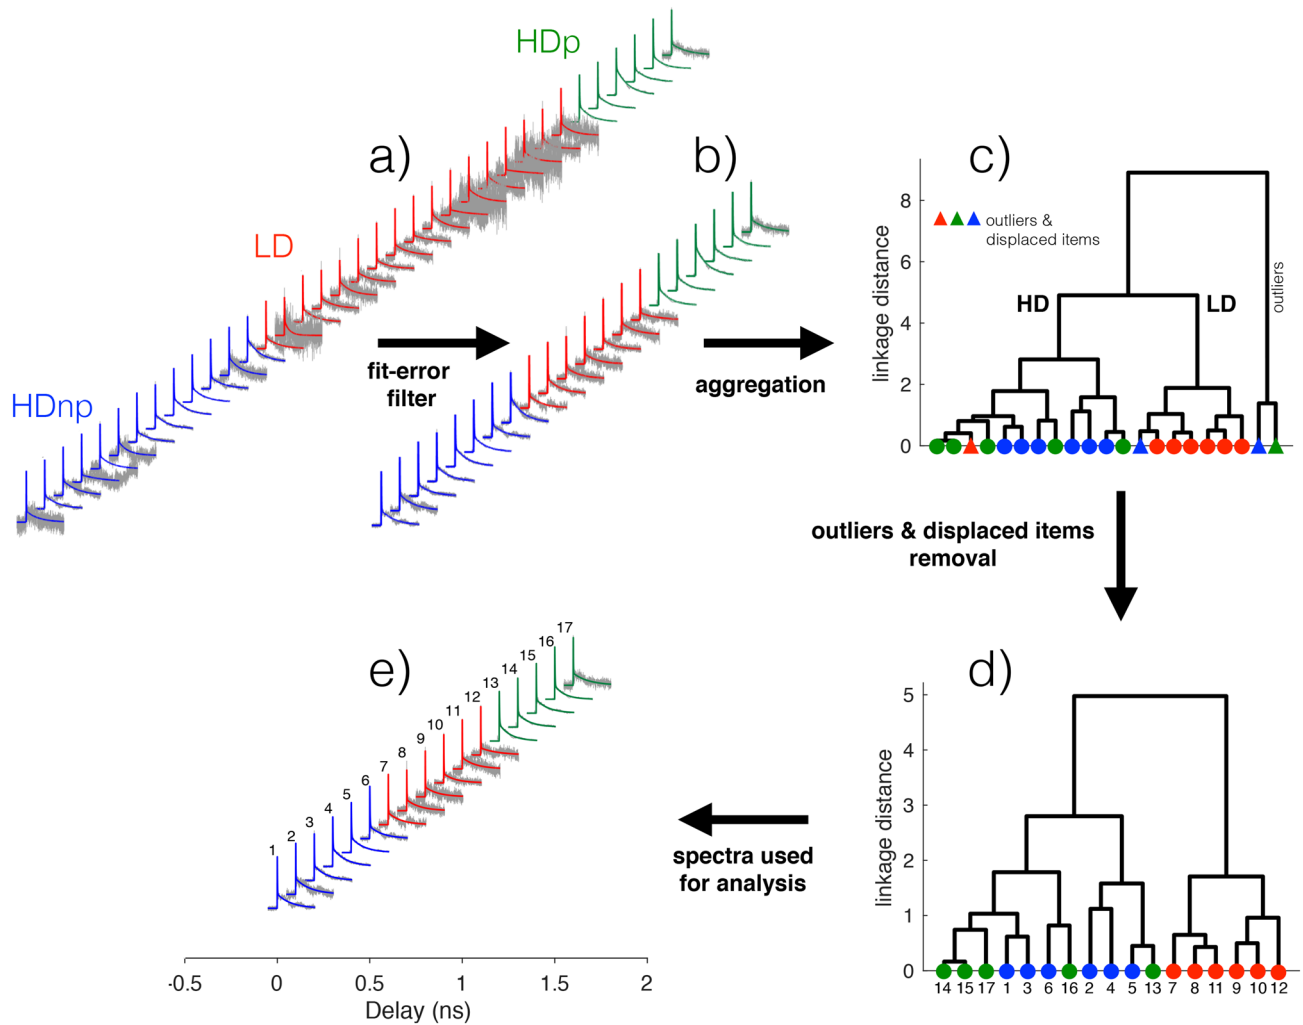 HDp
a)
b)
c)
LD
HDnp
fit-error
filter
aggregation
linkage distance
8
6
4
2
0
outliers &
displaced items
HD
LD
outliers
outliers & displaced items
removal
e)
1
2
3
4
5
6
7
8
9
10
11
12
13
14
15
16
17
-0.5
0
0.5
1
1.5
2
Delay (ns)
spectra used
for analysis
d)
linkage distance
5
4
3
2
1
0
14 15 17 1 3 6 16 2 4 5 13 7 8 11 9 10 12